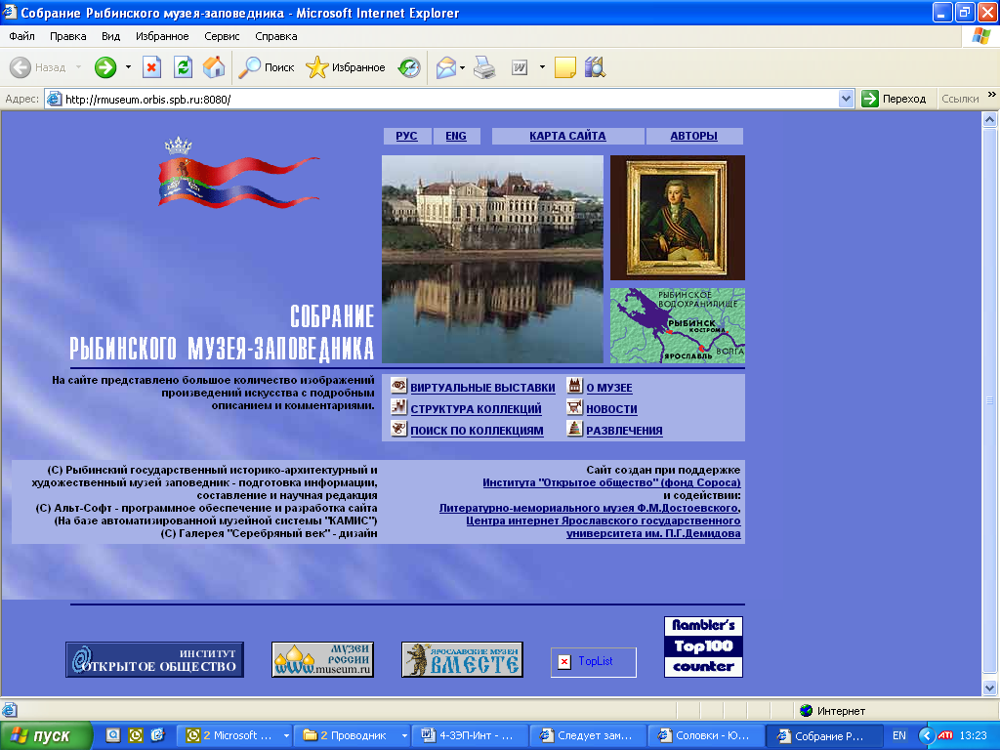 Собрание Рыбинского музея-заповедника - Microsoft Internet Explorer
Файл Правка Вид Избранное Сервис Справка
Назад Поиск Избранное
Адрес: http://rmuseum.orbis.spb.ru:8080/ Переход Ссылки »
РУС ENG КАРТА САЙТА АВТОРЫ
РЫБИНСКОЕ
ВОДОХРАНИЛИЩЕ
РЫБИНСК
КОСТРОМА
ЯРОСЛАВЛЬ
ВОЛГА
СОБРАНИЕ
РЫБИНСКОГО МУЗЕЯ-ЗАПОВЕДНИКА
На сайте представлено большое количество изображений
произведений искусства с подробным
описанием и комментариями.
ВИРТУАЛЬНЫЕ ВЫСТАВКИ О МУЗЕЕ
СТРУКТУРА КОЛЛЕКЦИЙ НОВОСТИ
ПОИСК ПО КОЛЛЕКЦИЯМ РАЗВЛЕЧЕНИЯ
(С) Рыбинский государственный историко-архитектурный и
художественный музей заповедник - подготовка информации,
составление и научная редакция
(С) Альт-Софт - программное обеспечение и разработка сайта
(На базе автоматизированной музейной системы "КАМИС")
(С) Галерея "Серебряный век" - дизайн
Сайт создан при поддержке
Института "Открытое общество" (фонд Сороса)
и содействии:
Литературно-мемориального музея Ф.М.Достоевского,
Центра интернет Ярославского государственного
университета им. П.Г.Демидова
ИНСТИТУТ
ОТКРЫТОЕ ОБЩЕСТВО
МУЗЕИ
РОССИИ
www.museum.ru
ЯРОСЛАВСКИЕ МУЗЕИ
ВМЕСТЕ
TopList
Rambler's
Top100
counter
Интернет
пуск 2 Microsoft ... 2 Проводник 4-ЗЭП-Инт - ... Следует зам... Соловки - Ю... Собрание Р... EN ATI 13:23